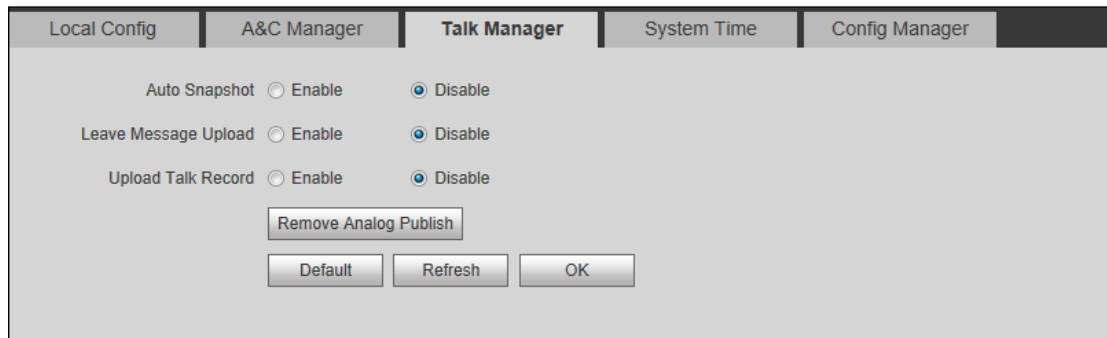 Local Config A&C Manager Talk Manager System Time Config Manager
Auto Snapshot Enable Disable
Leave Message Upload Enable Disable
Upload Talk Record Enable Disable
Remove Analog Publish
Default Refresh OK